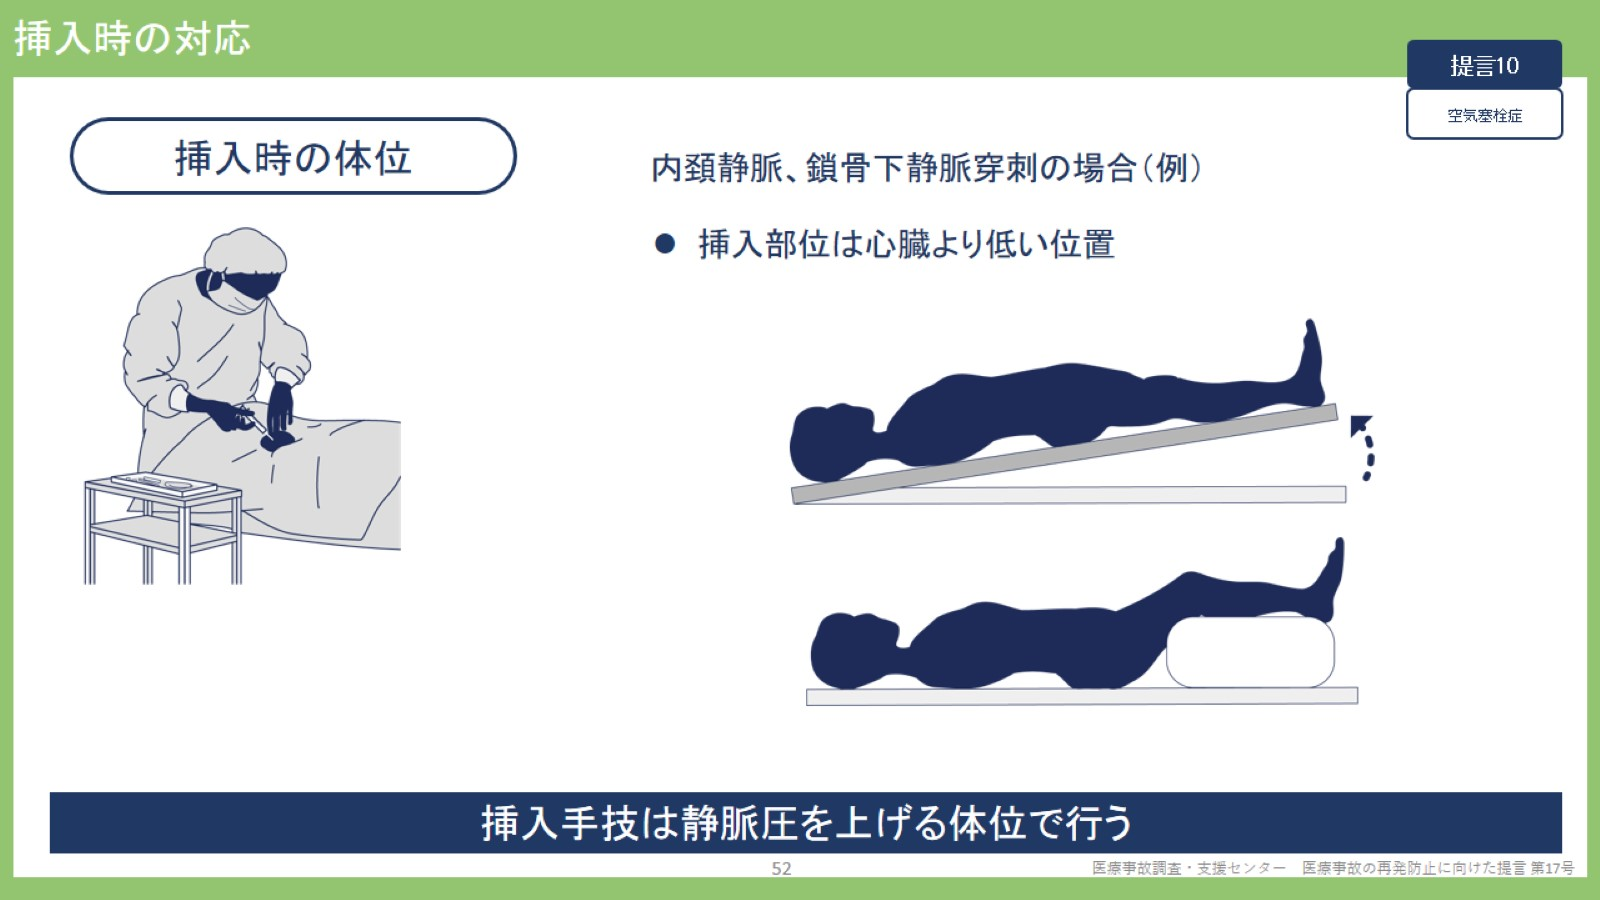 挿入時の対応
提言10
空気塞栓症
挿入時の体位
内頚静脈、鎖骨下静脈穿刺の場合（例）
● 挿入部位は心臓より低い位置
挿入手技は静脈圧を上げる体位で行う
52
医療事故調査・支援センター　医療事故の再発防止に向けた提言 第17号